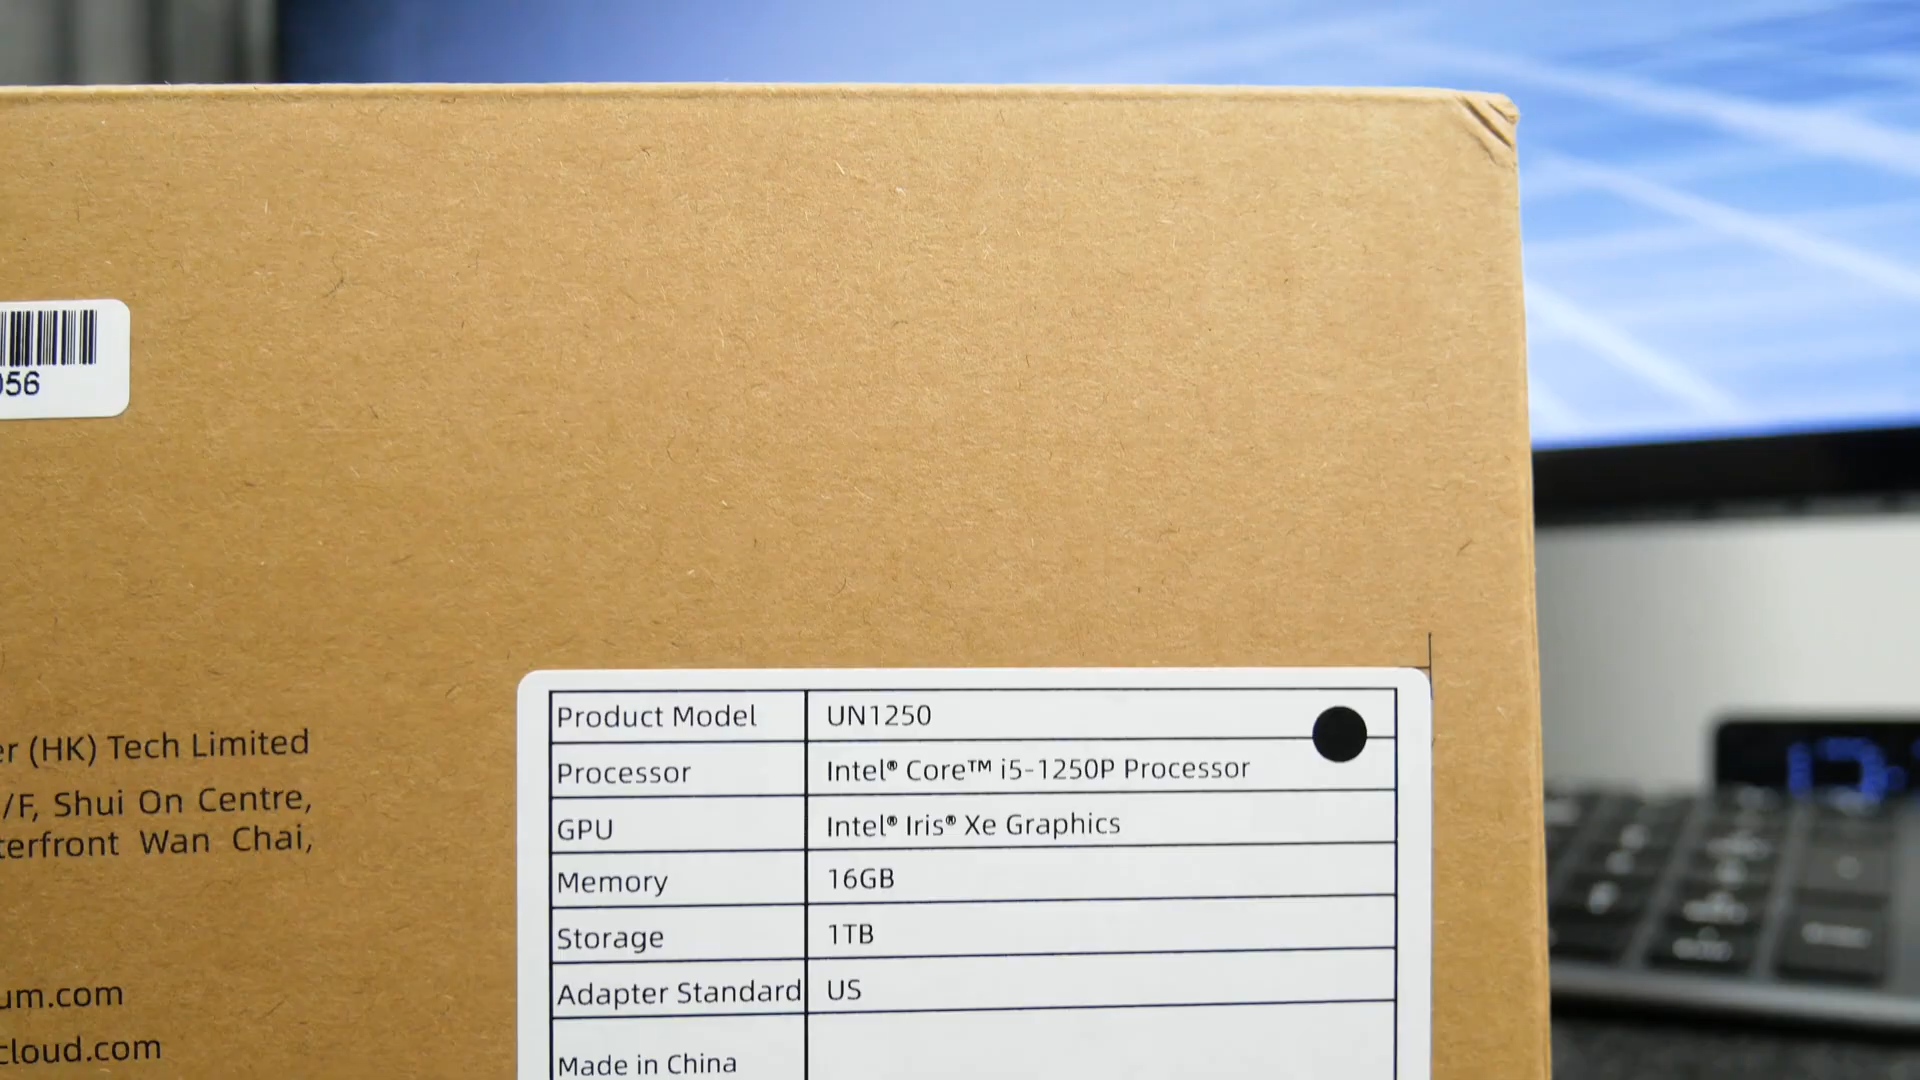 056
er (HK) Tech Limited
/F, Shui On Centre,
terfront Wan Chai,
um.com
cloud.com
Product Model UN1250
Processor Intel® Core™ i5-1250P Processor
GPU Intel® Iris® Xe Graphics
Memory 16GB
Storage 1TB
Adapter Standard US
Made in China